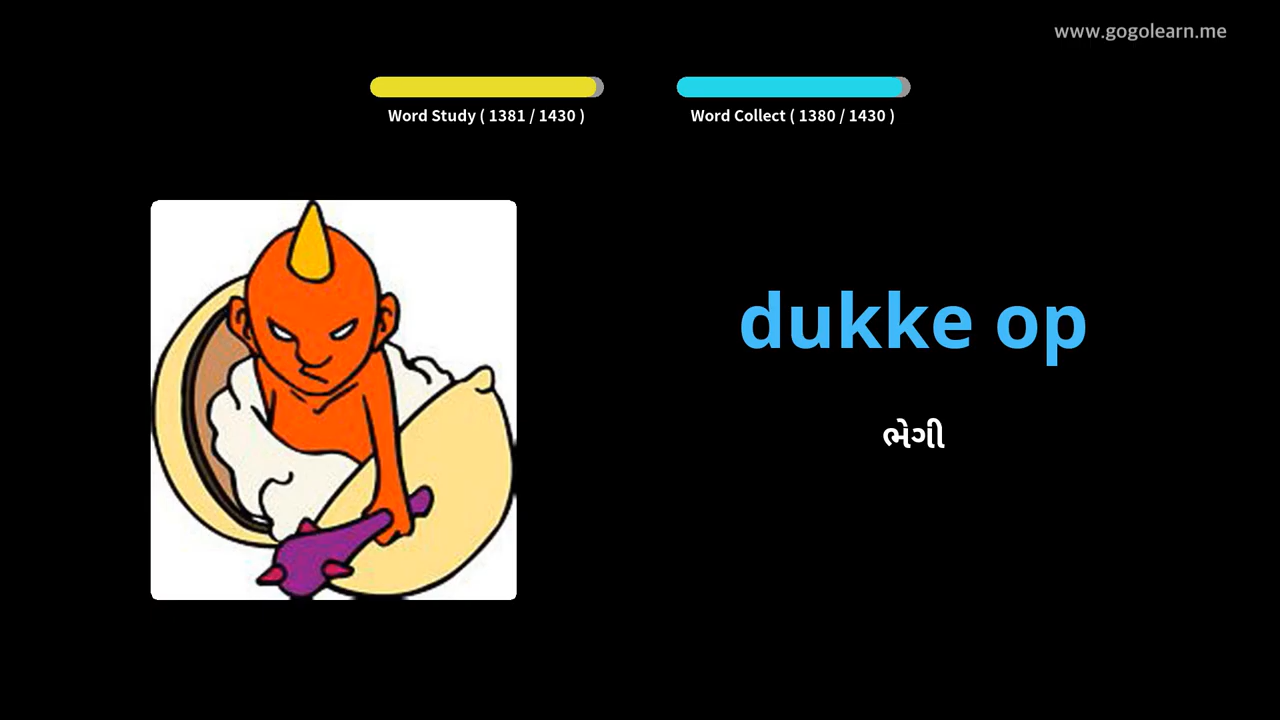 www.gogolearn.me
Word Study ( 1381 / 1430 )
Word Collect ( 1380 / 1430 )
dukke op
ભેગી